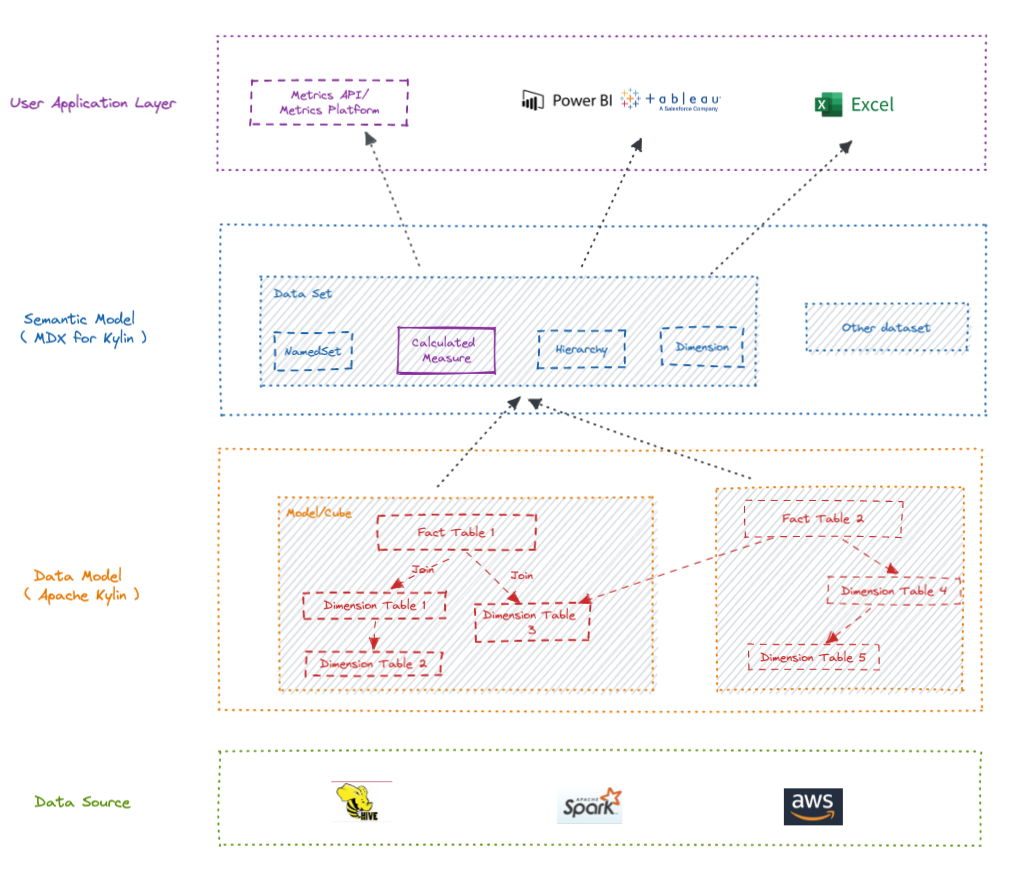 User Application Layer
Metrics API/
Metrics Platform
Power BI
+ableau
A Salesforce Company
X
Excel
Semantic Model
( MDX for Kylin )
Data Set
NamedSet
Calculated
Measure
Hierarchy
Dimension
Other dataset
Data Model
( Apache Kylin )
Model/Cube
Fact Table 1
Join
Join
Dimension Table 1
Dimension Table
3
Dimension Table 2
Fact Table 2
Dimension Table 4
Dimension Table 5
Data Source
HIVE
APACHE
Spark
aws